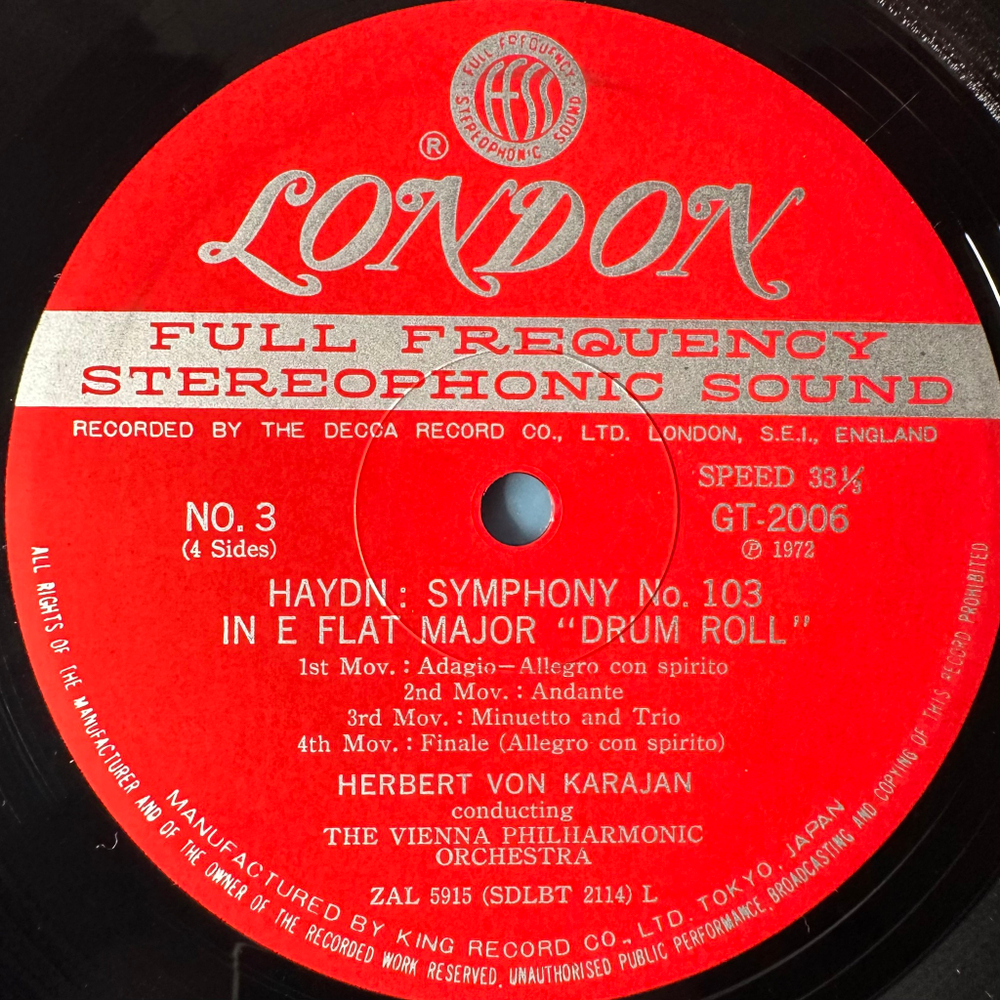 FULL FREQUENCY
ffss
STEREOPHONIC SOUND
®
LONDON
FULL FREQUENCY
STEREOPHONIC SOUND
RECORDED BY THE DECCA RECORD CO., LTD. LONDON, S.E.I., ENGLAND
SPEED 33⅓
NO. 3
GT-2006
(4 Sides)
℗ 1972
HAYDN : SYMPHONY No. 103
IN E FLAT MAJOR “DRUM ROLL”
1st Mov. : Adagio—Allegro con spirito
2nd Mov. : Andante
3rd Mov. : Minuetto and Trio
4th Mov. : Finale (Allegro con spirito)
HERBERT VON KARAJAN
conducting
THE VIENNA PHILHARMONIC
ORCHESTRA
ZAL 5915 (SDLBT 2114) L
MANUFACTURED BY KING RECORD CO., LTD. TOKYO, JAPAN
ALL RIGHTS OF THE MANUFACTURER AND OF THE OWNER OF THE RECORDED WORK RESERVED. UNAUTHORISED PUBLIC PERFORMANCE. BROADCASTING AND COPYING OF THIS RECORD PROHIBITED